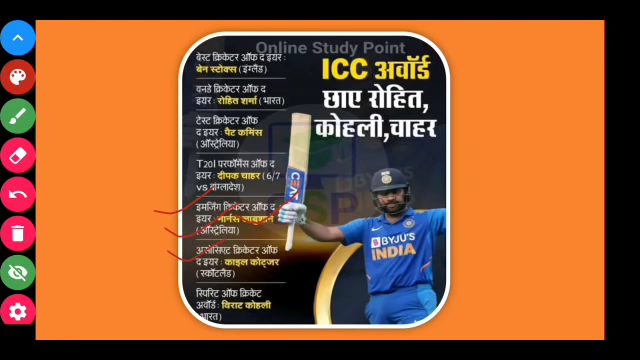 Online Study Point
ICC अवॉर्ड
छाए रोहित,
कोहली,चाहर
बेस्ट क्रिकेटर ऑफ द इयर :
बेन स्टोक्स (इंग्लैंड)
वनडे क्रिकेटर ऑफ द
इयर : रोहित शर्मा (भारत)
टेस्ट क्रिकेटर ऑफ
द इयर : पैट कमिंस
(ऑस्ट्रेलिया)
T20I परफॉर्मेंस ऑफ द
इयर : दीपक चाहर (6/7
vs बांग्लादेश)
इमर्जिंग क्रिकेटर ऑफ द
इयर : मार्नस लाबुशाने
(ऑस्ट्रेलिया)
असोसिएट क्रिकेटर ऑफ
द इयर : काइल कोट्जर
(स्कॉटलैंड)
स्पिरिट ऑफ क्रिकेट
अवॉर्ड : विराट कोहली
(भारत)
CEAT
BYJU'S
INDIA